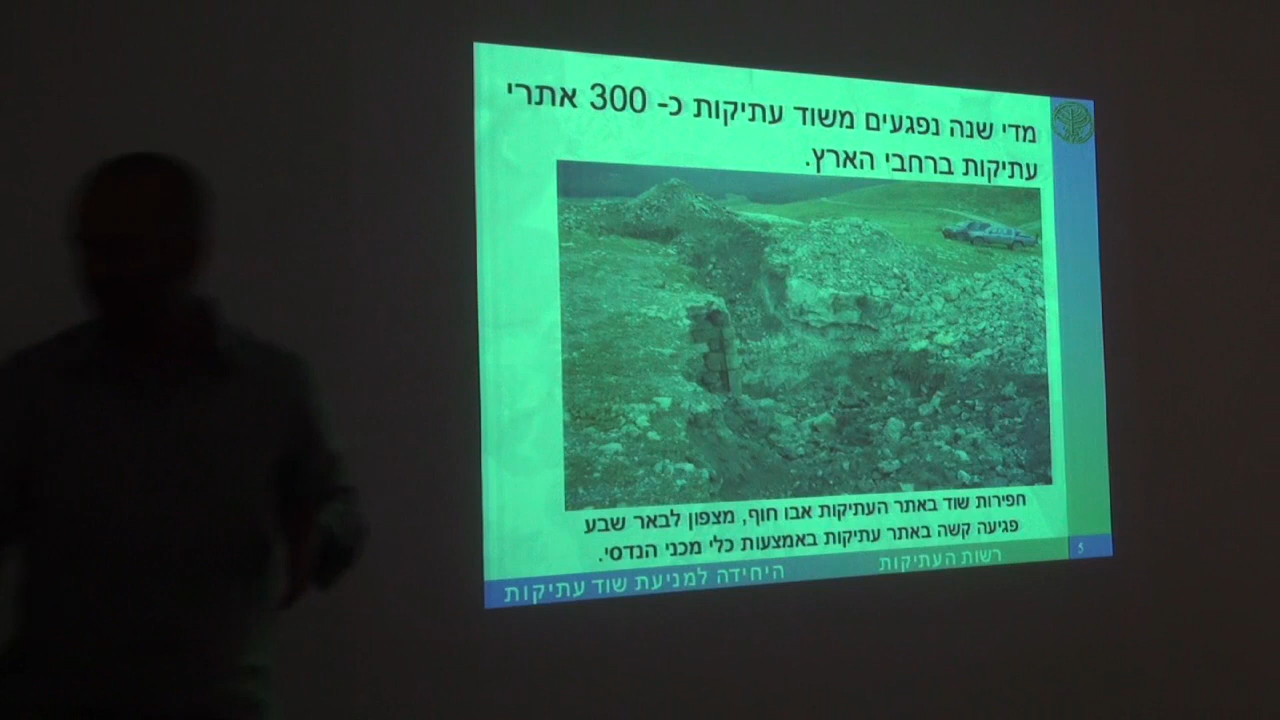 מדי שנה נפגעים משוד עתיקות כ- 300 אתרי
עתיקות ברחבי הארץ.
חפירות שוד באתר העתיקות אבו חוף, מצפון לבאר שבע
פגיעה קשה באתר עתיקות באמצעות כלי מכני הנדסי.
רשות העתיקות
היחידה למניעת שוד עתיקות
5